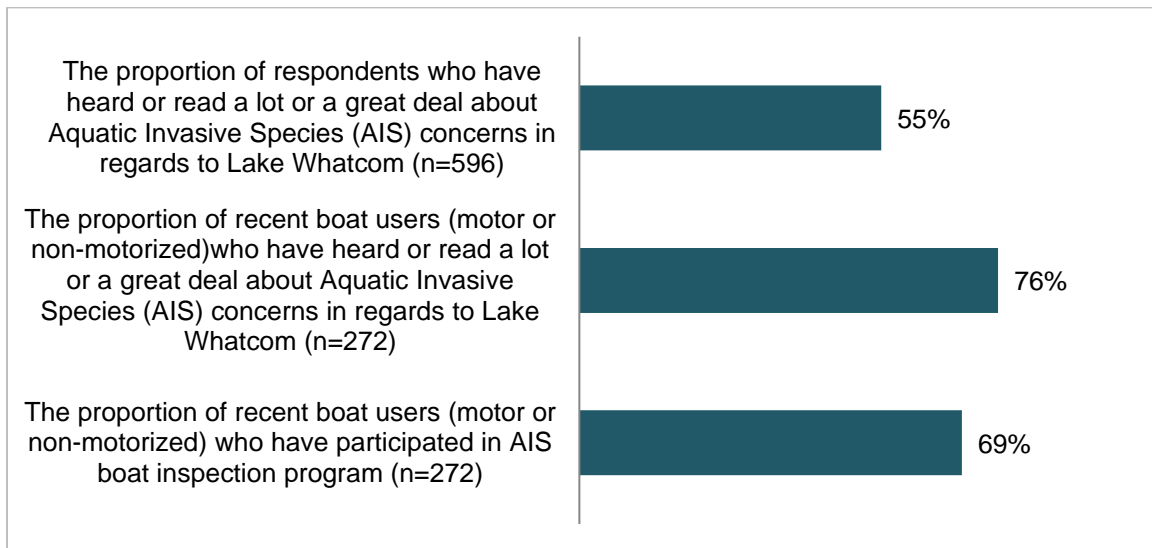 The proportion of respondents who have
heard or read a lot or a great deal about
Aquatic Invasive Species (AIS) concerns in
regards to Lake Whatcom (n=596)
55%
The proportion of recent boat users (motor or
non-motorized)who have heard or read a lot
or a great deal about Aquatic Invasive
Species (AIS) concerns in regards to Lake
Whatcom (n=272)
76%
The proportion of recent boat users (motor or
non-motorized) who have participated in AIS
boat inspection program (n=272)
69%